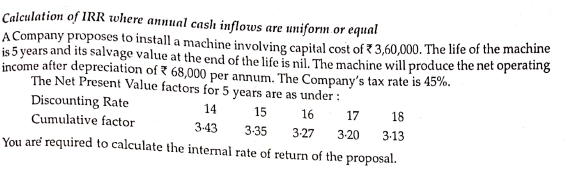 Calculation of IRR where annual cash inflows are uniform or equal
A Company proposes to install a machine involving capital cost of ₹ 3,60,000. The life of the machine
is 5 years and its salvage value at the end of the life is nil. The machine will produce the net operating
income after depreciation of ₹ 68,000 per annum. The Company's tax rate is 45%.
The Net Present Value factors for 5 years are as under :
Discounting Rate 14 15 16 17 18
Cumulative factor 3·43 3·35 3·27 3·20 3·13
You are required to calculate the internal rate of return of the proposal.